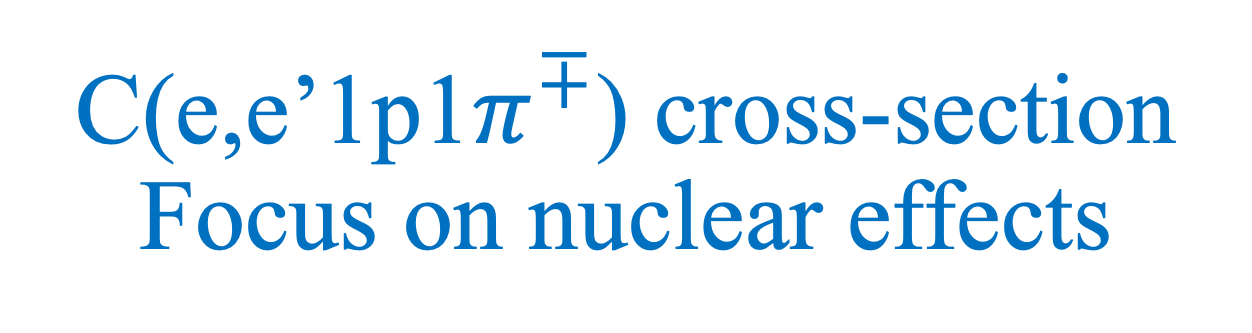 C(e,e’1p1π∓) cross-section
Focus on nuclear effects